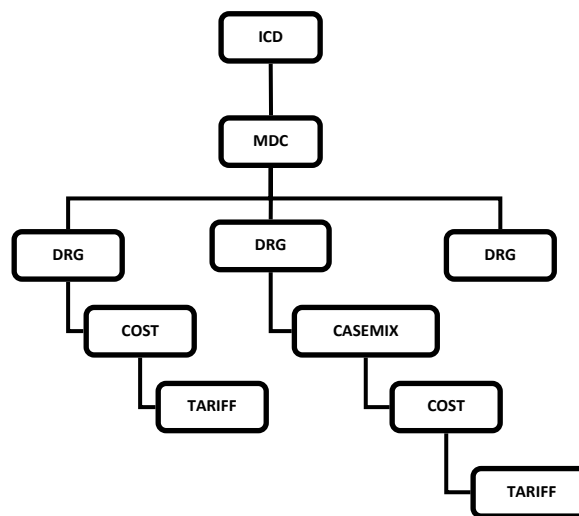 ICD
MDC
DRG
DRG
DRG
COST
CASEMIX
TARIFF
COST
TARIFF